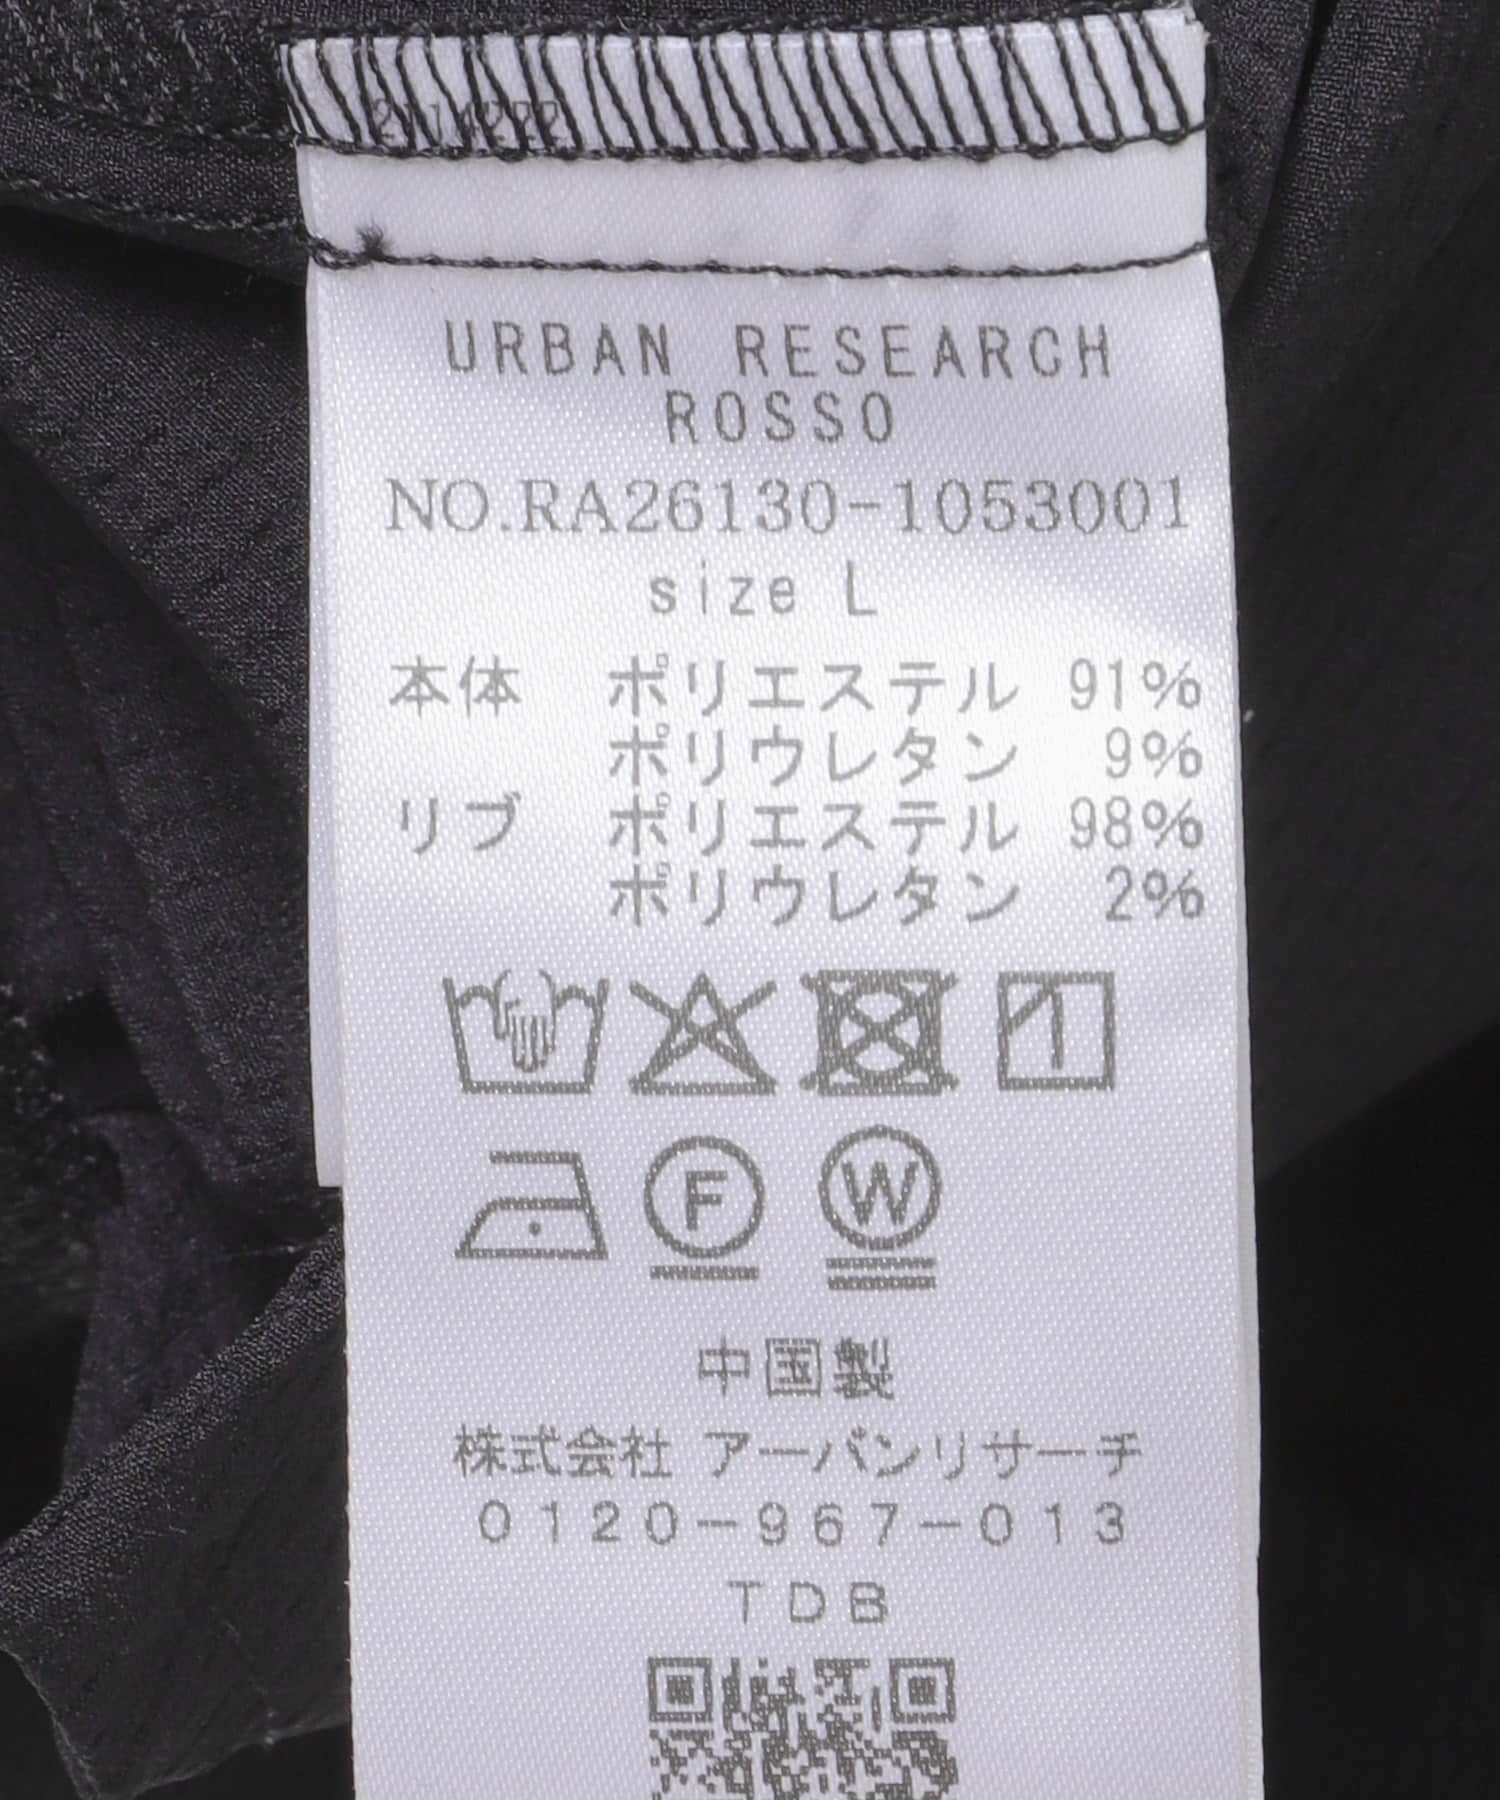 URBAN RESEARCH
ROSSO
NO.RA26130-1053001
size L
本体 ポリエステル 91%
ポリウレタン 9%
リブ ポリエステル 98%
ポリウレタン 2%
F W
中国製
株式会社 アーバンリサーチ
0120-967-013
TDB